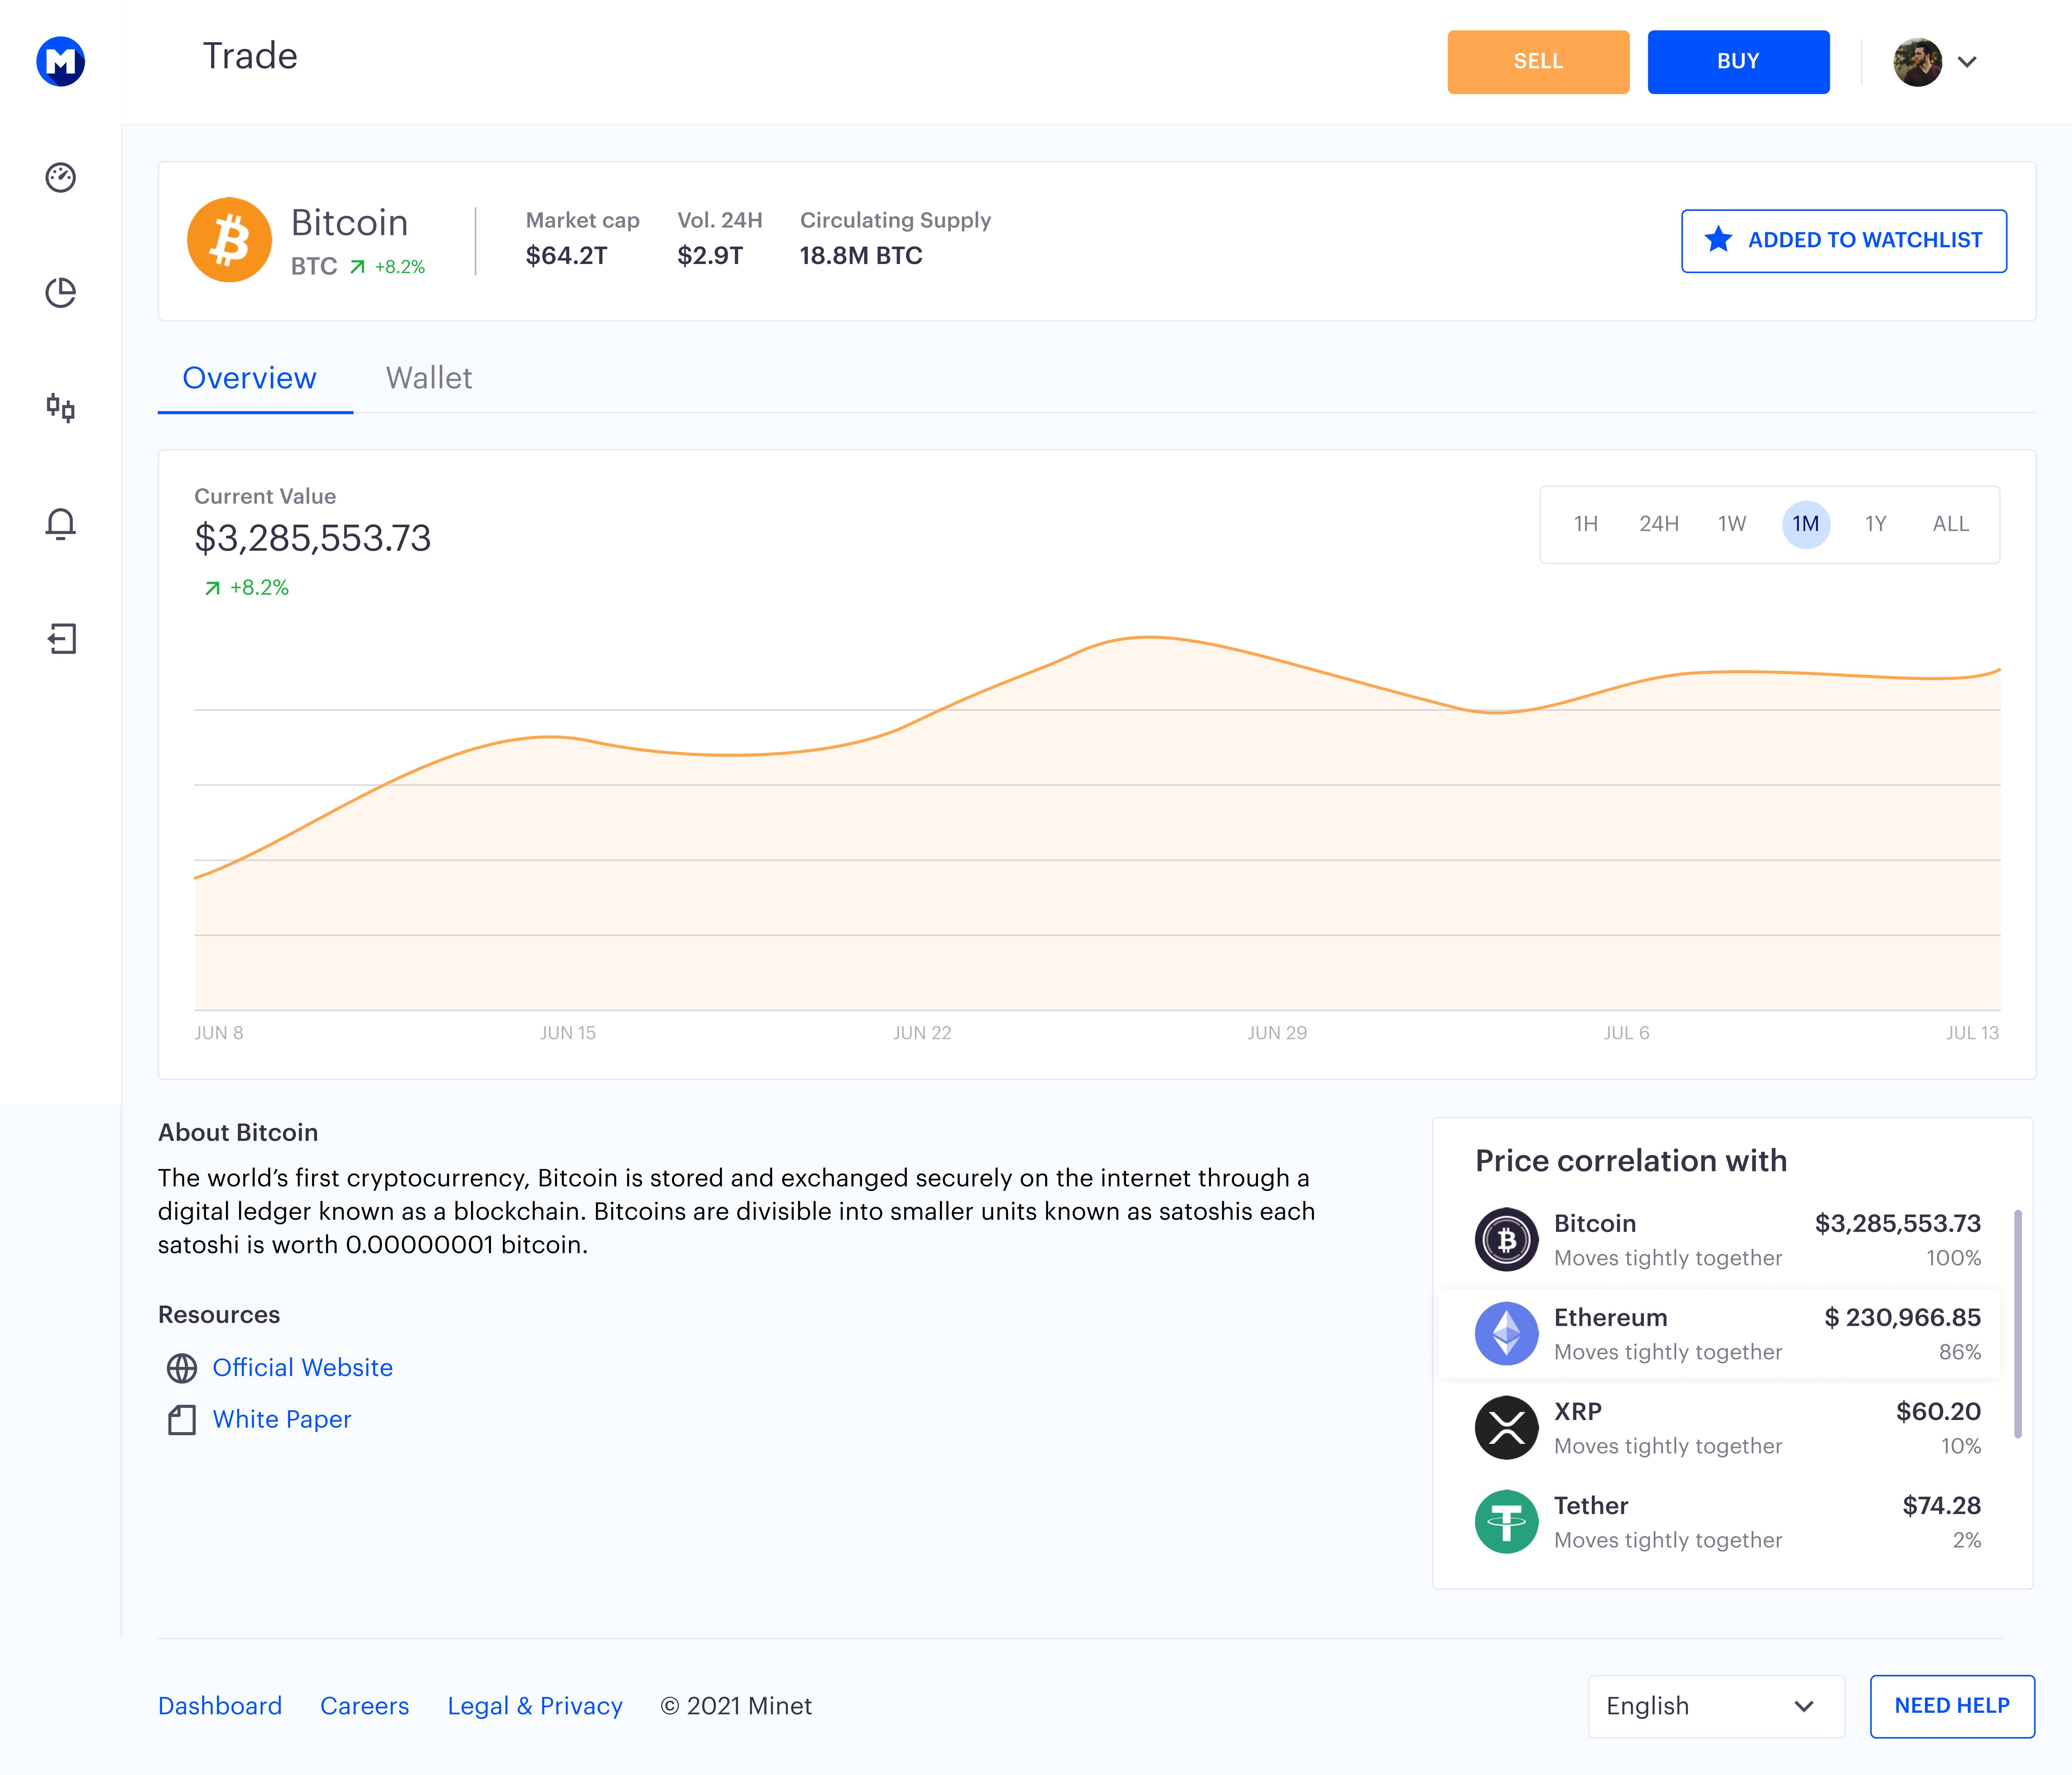 M
Trade
SELL
BUY
Bitcoin
BTC +8.2%
Market cap
$64.2T
Vol. 24H
$2.9T
Circulating Supply
18.8M BTC
ADDED TO WATCHLIST
Overview
Wallet
Current Value
$3,285,553.73
+8.2%
1H 24H 1W 1M 1Y ALL
JUN 8 JUN 15 JUN 22 JUN 29 JUL 6 JUL 13
About Bitcoin
The world’s first cryptocurrency, Bitcoin is stored and exchanged securely on the internet through a
digital ledger known as a blockchain. Bitcoins are divisible into smaller units known as satoshis each
satoshi is worth 0.00000001 bitcoin.
Resources
Official Website
White Paper
Price correlation with
Bitcoin $3,285,553.73
Moves tightly together 100%
Ethereum $ 230,966.85
Moves tightly together 86%
XRP $60.20
Moves tightly together 10%
Tether $74.28
Moves tightly together 2%
Dashboard Careers Legal & Privacy © 2021 Minet
English
NEED HELP